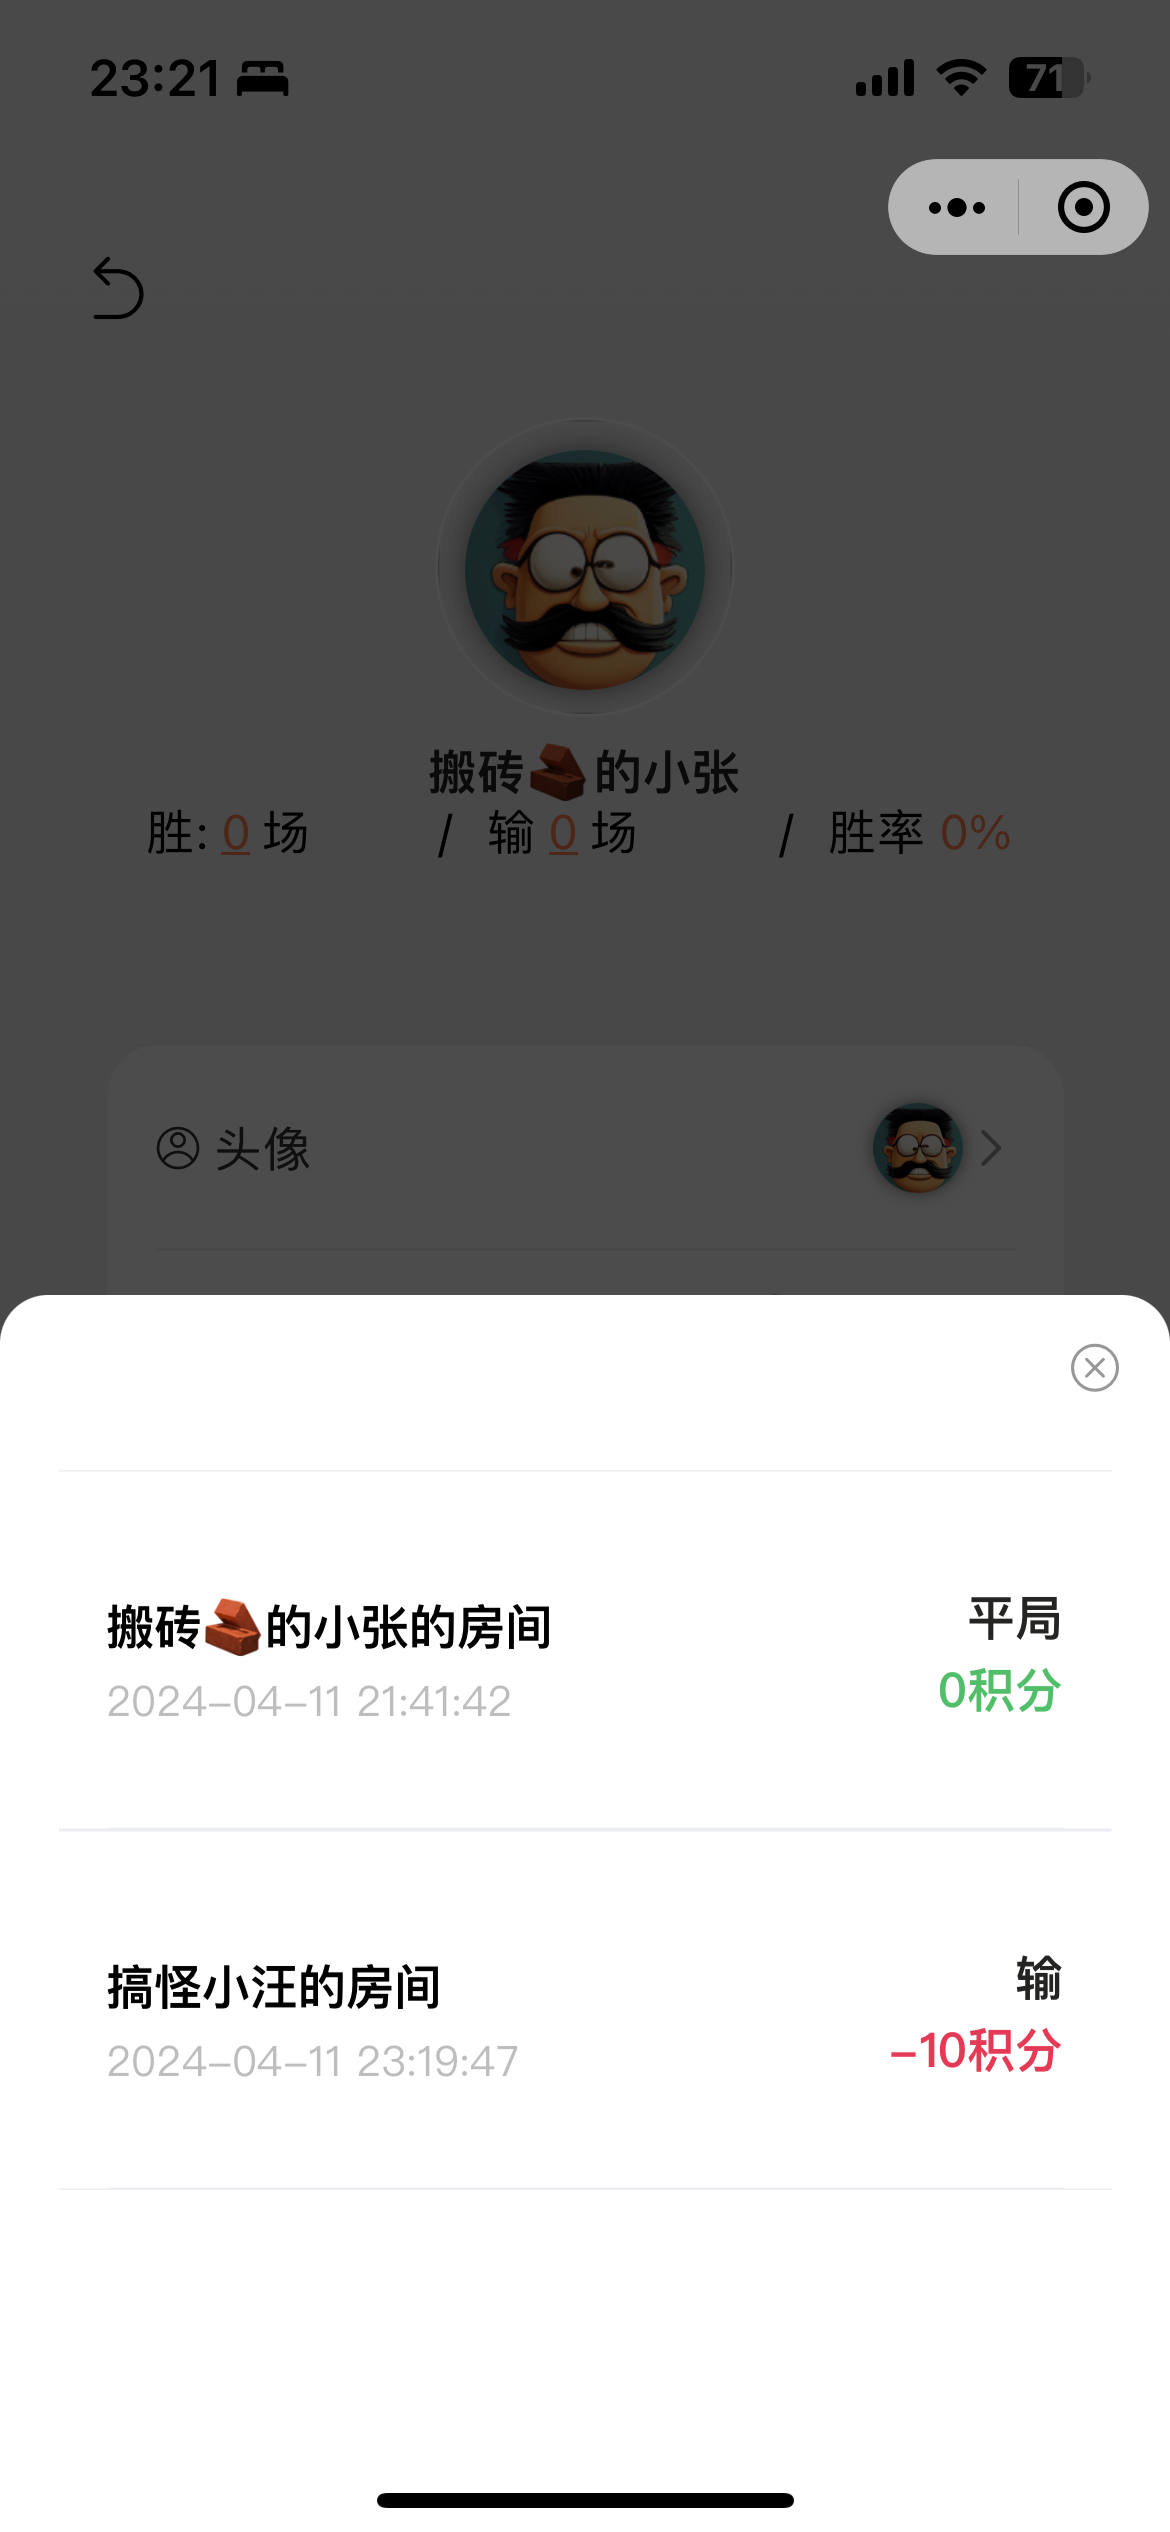 23:21
71
搬砖🧱的小张
胜: 0 场 / 输 0 场 / 胜率 0%
头像
搬砖🧱的小张的房间
平局
2024-04-11 21:41:42
0积分
搞怪小汪的房间
输
2024-04-11 23:19:47
-10积分